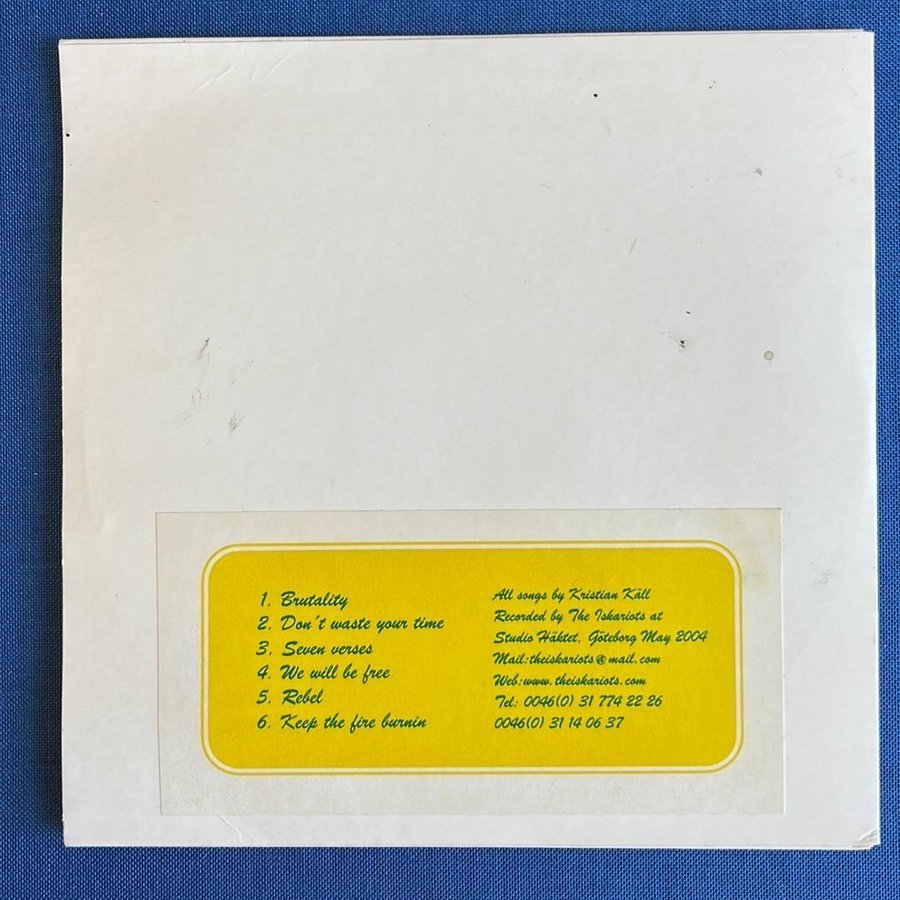 1. Brutality
2. Don't waste your time
3. Seven verses
4. We will be free
5. Rebel
6. Keep the fire burnin
All songs by Kristian Käll
Recorded by The Iskariots at
Studio Häktet, Göteborg May 2004
Mail:theiskariots@mail.com
Web:www.theiskariots.com
Tel: 0046(0) 31 774 22 26
0046(0) 31 14 06 37